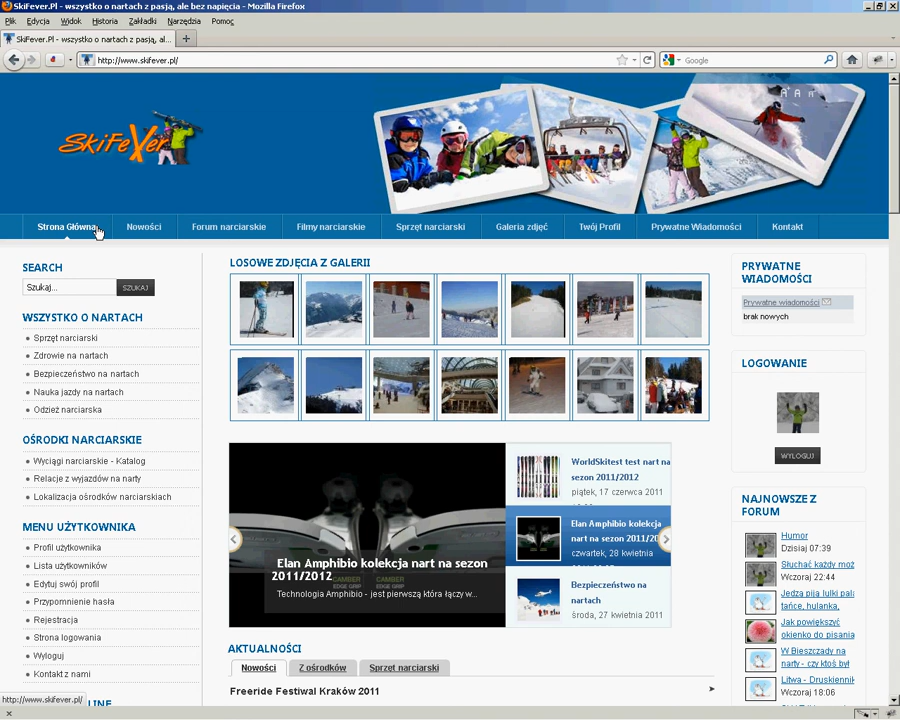 SkiFever.Pl - wszystko o nartach z pasją, ale bez napięcia - Mozilla Firefox
Plik Edycja Widok Historia Zakładki Narzędzia Pomoc
SkiFever.Pl - wszystko o nartach z pasją, al...
http://www.skifever.pl/
Google
SkiFever
Strona Główna Nowości Forum narciarskie Filmy narciarskie Sprzęt narciarski Galeria zdjęć Twój Profil Prywatne Wiadomości Kontakt
SEARCH
Szukaj... SZUKAJ
WSZYSTKO O NARTACH
Sprzęt narciarski
Zdrowie na nartach
Bezpieczeństwo na nartach
Nauka jazdy na nartach
Odzież narciarska
OŚRODKI NARCIARSKIE
Wyciągi narciarskie - Katalog
Relacje z wyjazdów na narty
Lokalizacja ośrodków narciarskiach
MENU UŻYTKOWNIKA
Profil użytkownika
Lista użytkowników
Edytuj swój profil
Przypomnienie hasła
Rejestracja
Strona logowania
Wyloguj
Kontakt z nami
LINE
http://www.skifever.pl/
LOSOWE ZDJĘCIA Z GALERII
Elan Amphibio kolekcja nart na sezon
2011/2012
CAMBER CAMBER
EDGE GRIP EDGE GRIP
Technologia Amphibio - jest pierwszą która łączy w...
WorldSkitest test nart na
sezon 2011/2012
piątek, 17 czerwca 2011
Elan Amphibio kolekcja
nart na sezon 2011/20
czwartek, 28 kwietnia
Bezpieczeństwo na
nartach
środa, 27 kwietnia 2011
AKTUALNOŚCI
Nowości Z ośrodków Sprzęt narciarski
Freeride Festival Kraków 2011
PRYWATNE
WIADOMOŚCI
Prywatne wiadomości
brak nowych
LOGOWANIE
WYLOGUJ
NAJNOWSZE Z
FORUM
Humor
Dzisiaj 07:39
Słuchać każdy moż
Wczoraj 22:44
Jedzą piją lulki palą
tańce, hulanka,
Jak powiększyć
okienko do pisania
W Bieszczady na
narty - czy ktoś był
Litwa - Druskiennik
Wczoraj 18:06